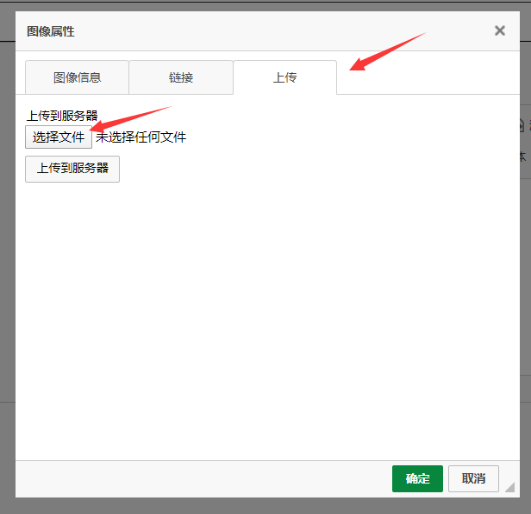 图像属性
图像信息 链接 上传
上传到服务器
选择文件 未选择任何文件
上传到服务器
确定 取消